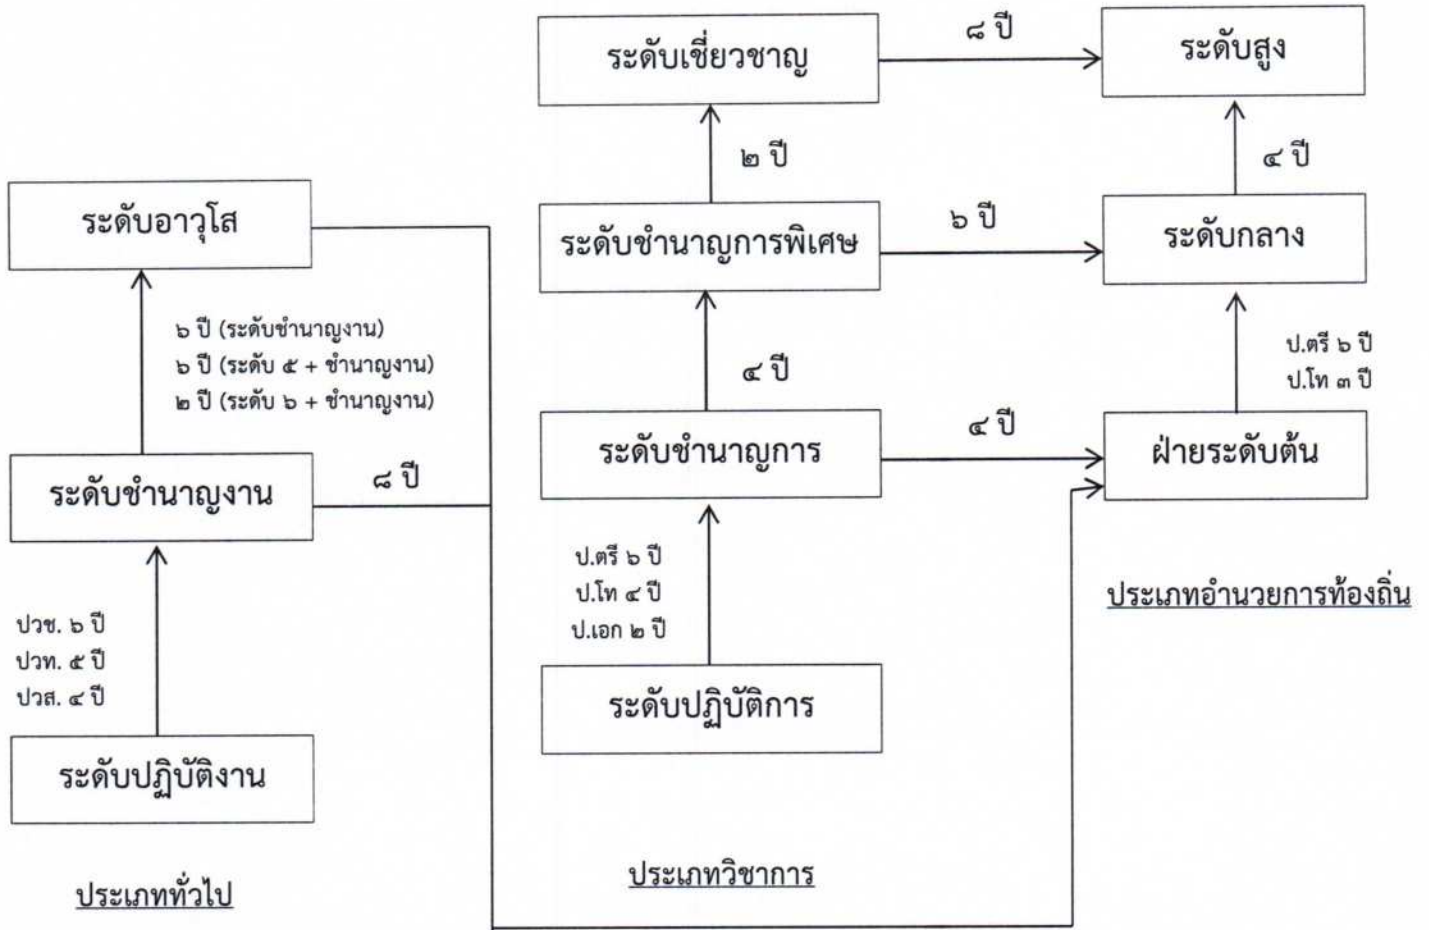 ระดับอาวุโส
๖ ปี (ระดับชำนาญงาน)
๖ ปี (ระดับ ๕ + ชำนาญงาน)
๒ ปี (ระดับ ๖ + ชำนาญงาน)
ระดับชำนาญงาน
๘ ปี
ปวช. ๖ ปี
ปวท. ๕ ปี
ปวส. ๔ ปี
ระดับปฏิบัติงาน
ประเภททั่วไป
ระดับเชี่ยวชาญ
๘ ปี
๒ ปี
ระดับชำนาญการพิเศษ
๖ ปี
๔ ปี
ระดับชำนาญการ
๔ ปี
ป.ตรี ๖ ปี
ป.โท ๔ ปี
ป.เอก ๒ ปี
ระดับปฏิบัติการ
ประเภทวิชาการ
ระดับสูง
๔ ปี
ระดับกลาง
ป.ตรี ๖ ปี
ป.โท ๓ ปี
ฝ่ายระดับต้น
ประเภทอำนวยการท้องถิ่น